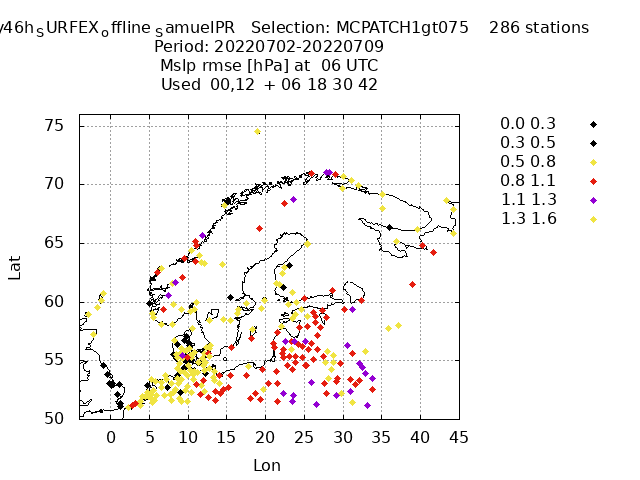 y46h_SURFEX_offline_SamuelPR Selection: MCPATCH1gt075 286 stations
Period: 20220702-20220709
Mslp rmse [hPa] at 06 UTC
Used 00,12 + 06 18 30 42
75
70
65
60
55
50
0 5 10 15 20 25 30 35 40 45
Lat
Lon
0.0 0.3
0.3 0.5
0.5 0.8
0.8 1.1
1.1 1.3
1.3 1.6